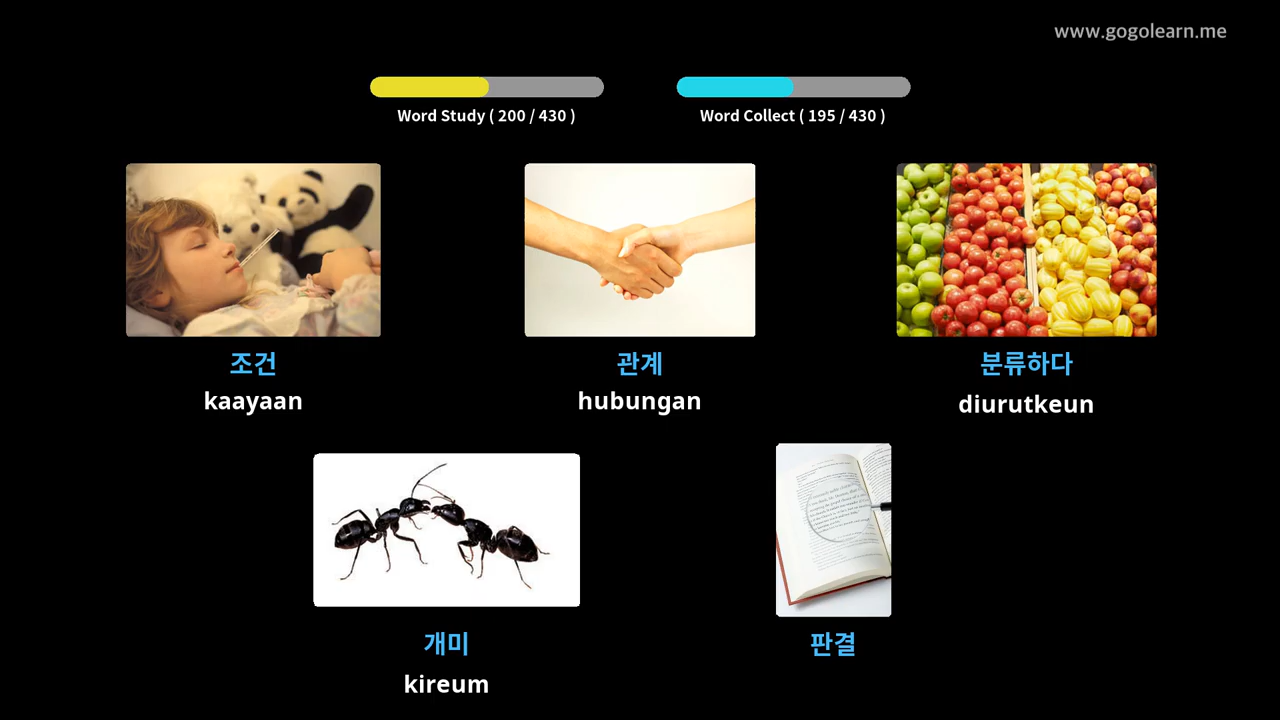 www.gogolearn.me
Word Study ( 200 / 430 )
Word Collect ( 195 / 430 )
조건
kaayaan
관계
hubungan
분류하다
diurutkeun
개미
kireum
판결